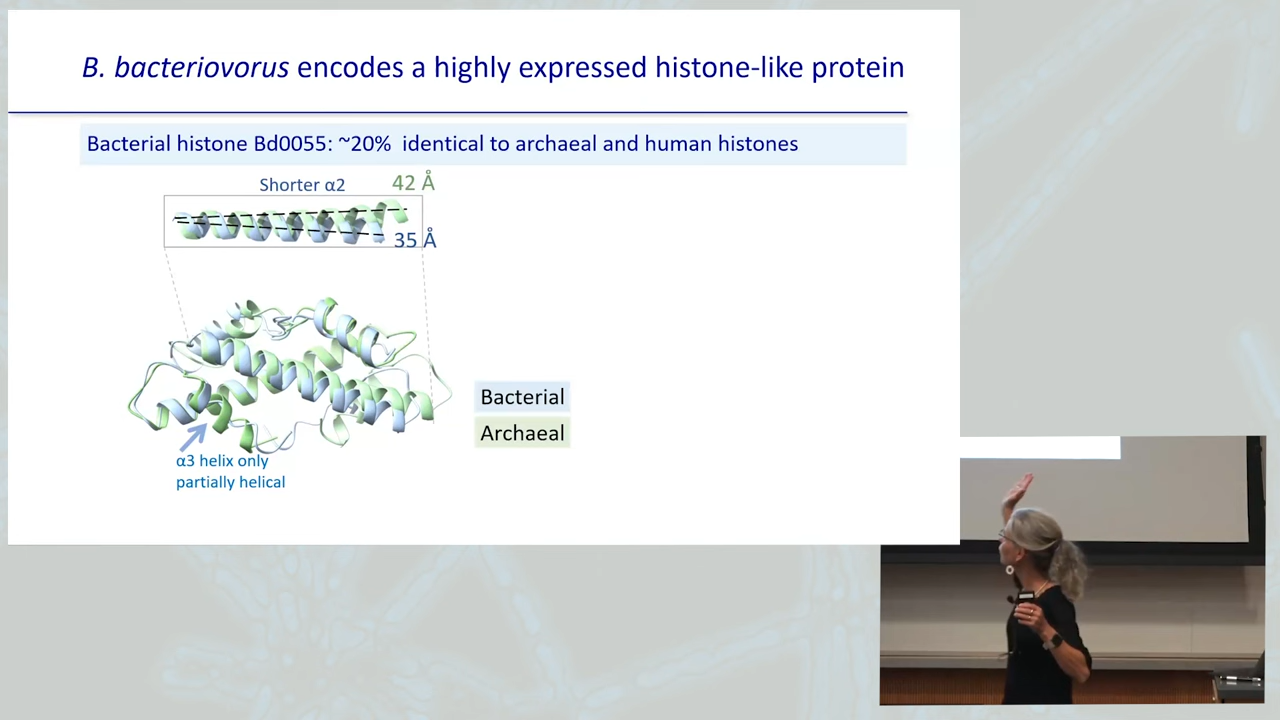 B. bacteriovorus encodes a highly expressed histone-like protein
Bacterial histone Bd0055: ~20% identical to archaeal and human histones
Shorter α2
42 Å
35 Å
Bacterial
Archaeal
α3 helix only
partially helical